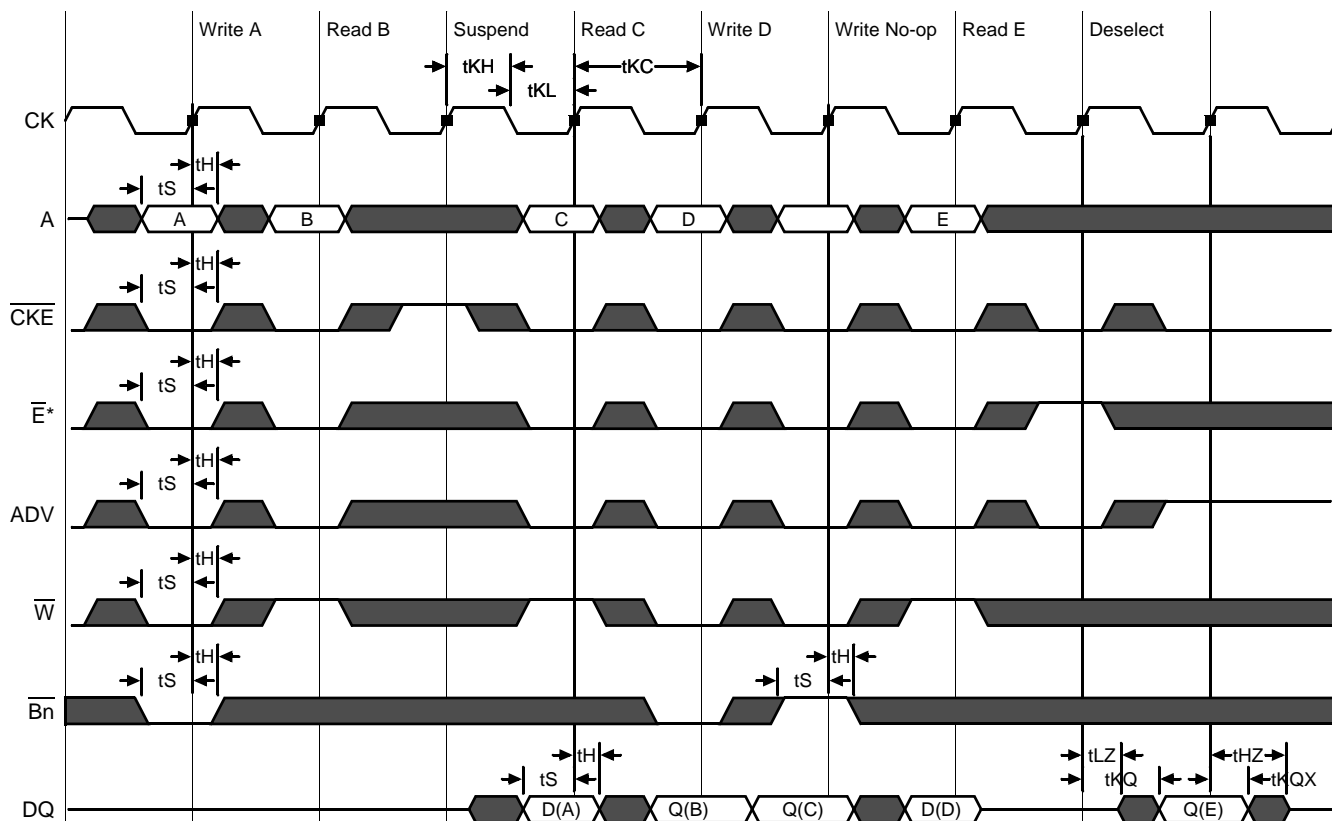 Write A Read B Suspend Read C Write D Write No-op Read E Deselect
tKH tKC
tKL
CK
tH
tS
A A B C D E
tH
tS
CKE
tH
tS
E*
tH
tS
ADV
tH
tS
W
tH tH
tS tS
Bn
tH tLZ tHZ
tS tKQ tKQX
DQ D(A) Q(B) Q(C) D(D) Q(E)